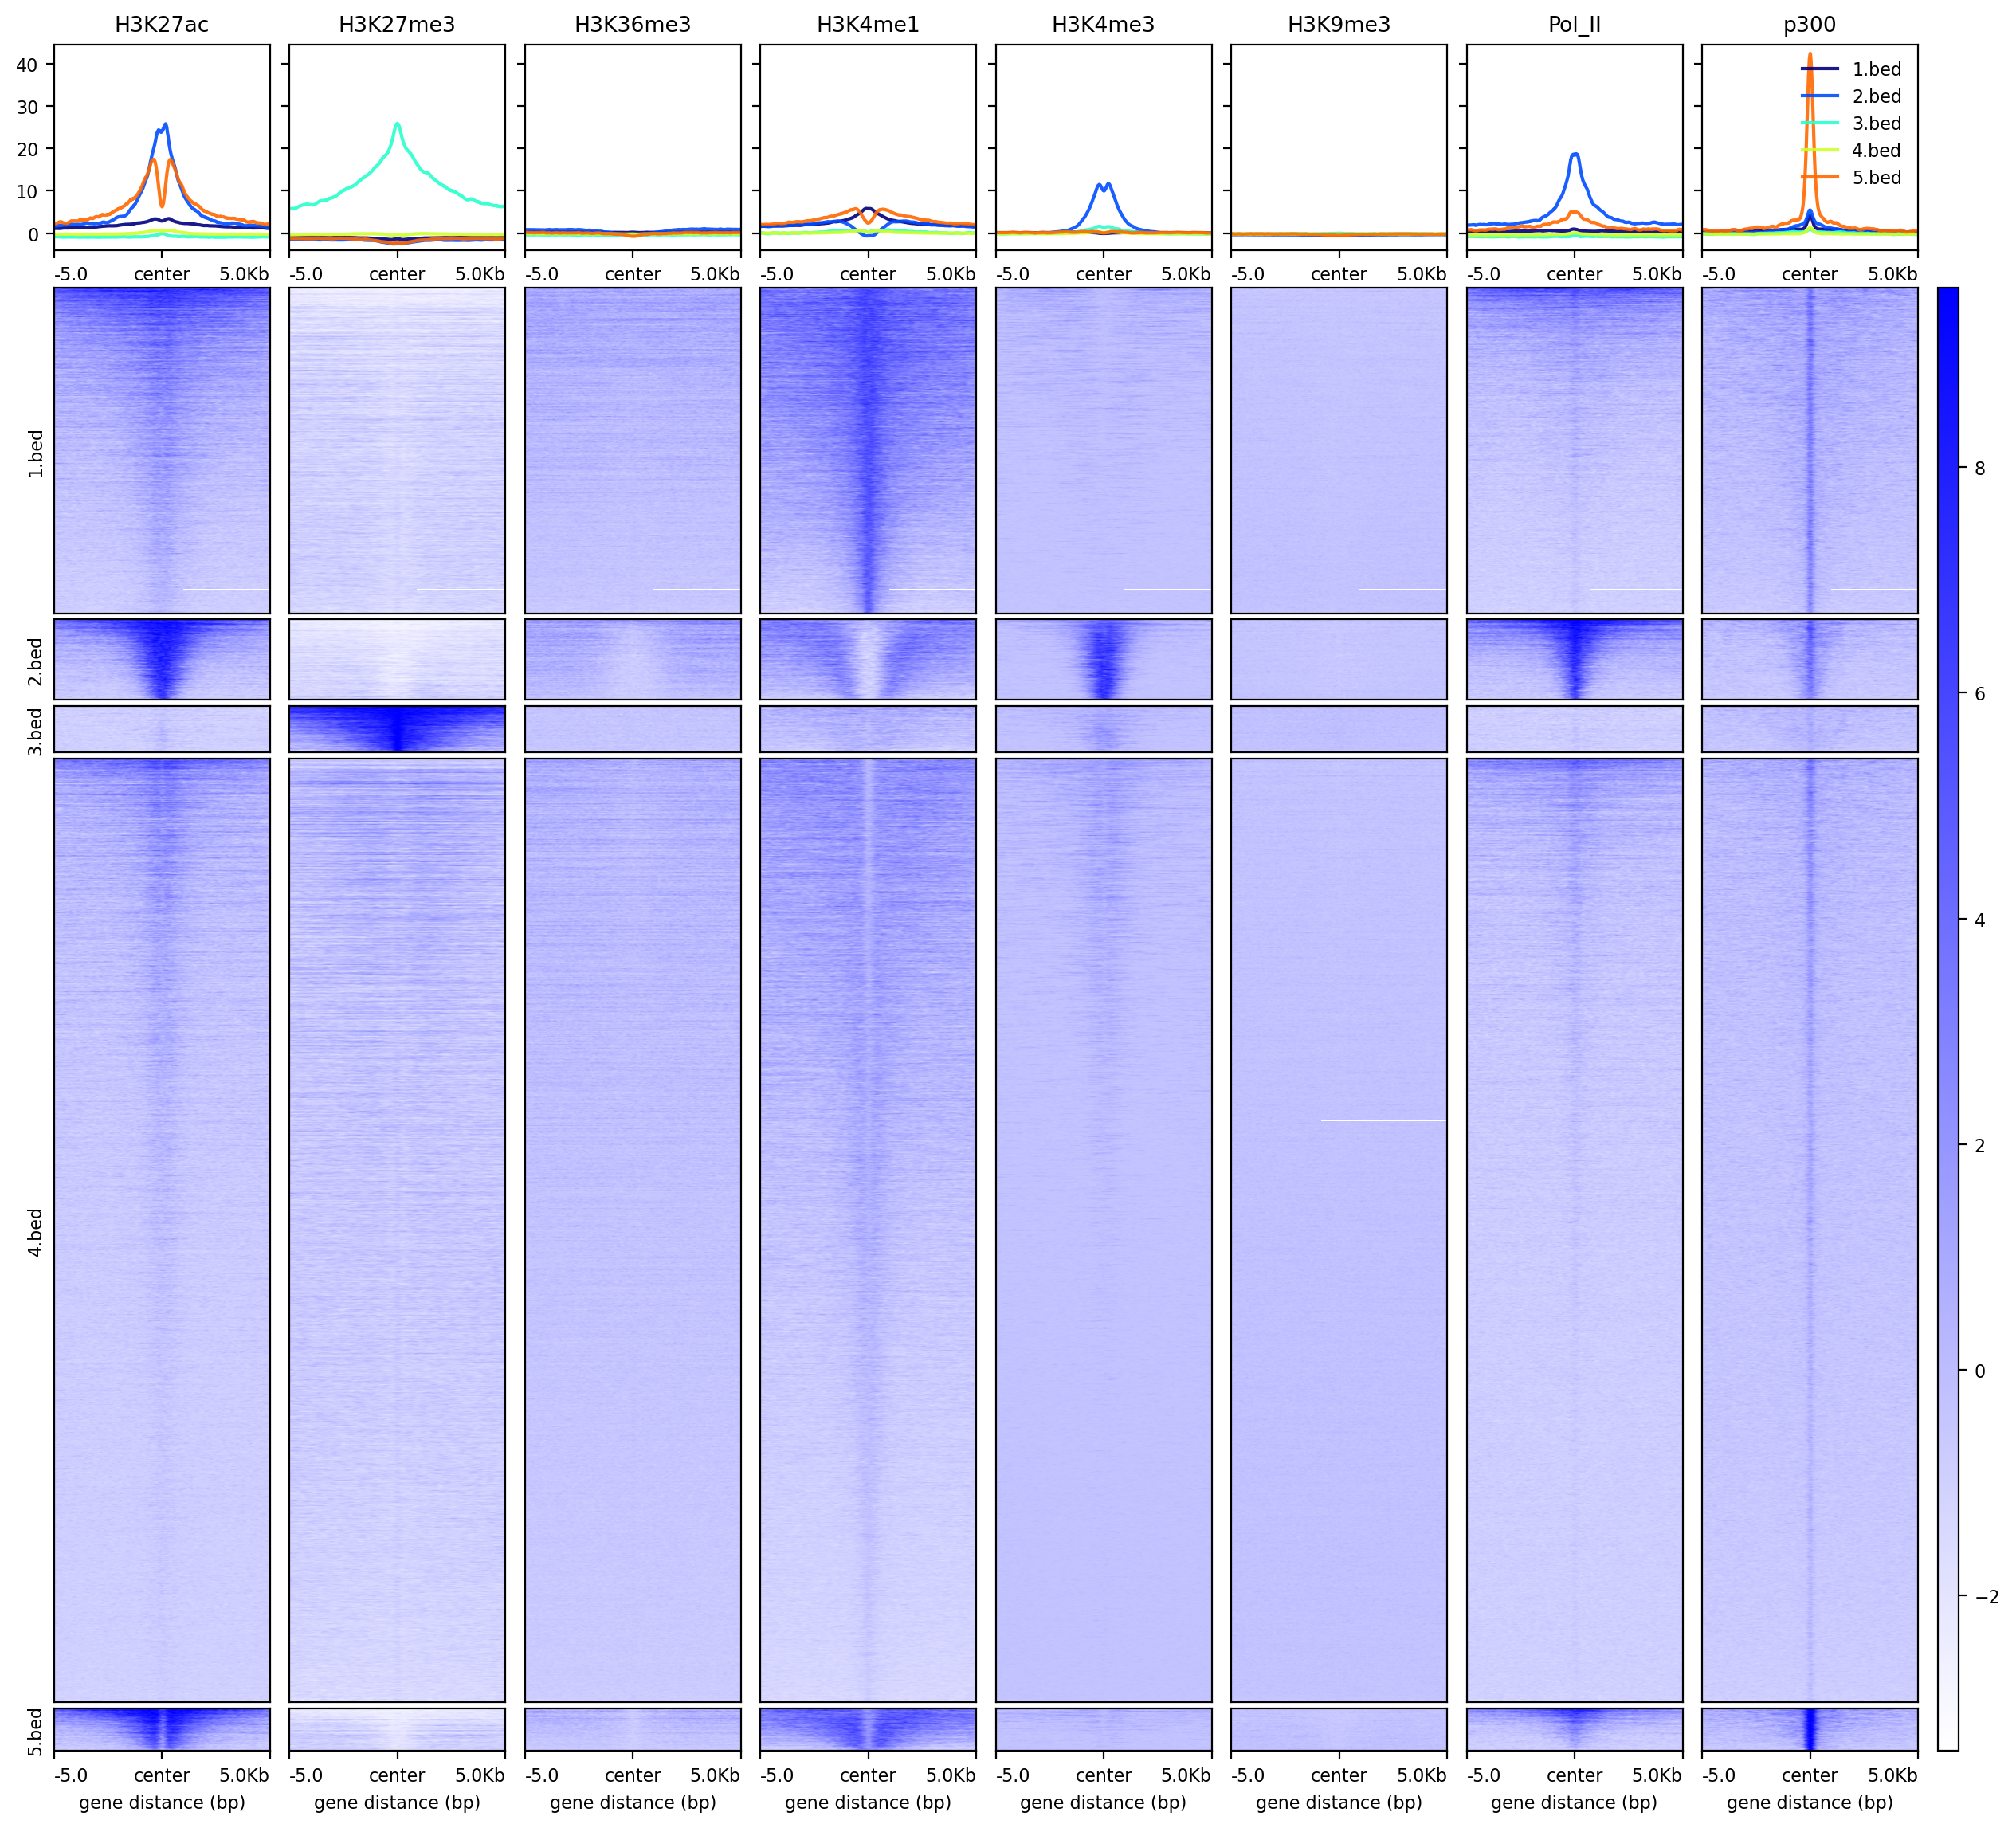 H3K27ac H3K27me3 H3K36me3 H3K4me1 H3K4me3 H3K9me3 Pol_II p300
40
30
20
10
0
1.bed
2.bed
3.bed
4.bed
5.bed
-5.0 center 5.0Kb -5.0 center 5.0Kb -5.0 center 5.0Kb -5.0 center 5.0Kb -5.0 center 5.0Kb -5.0 center 5.0Kb -5.0 center 5.0Kb -5.0 center 5.0Kb
1.bed
2.bed
3.bed
4.bed
5.bed
8
6
4
2
0
−2
-5.0 center 5.0Kb -5.0 center 5.0Kb -5.0 center 5.0Kb -5.0 center 5.0Kb -5.0 center 5.0Kb -5.0 center 5.0Kb -5.0 center 5.0Kb -5.0 center 5.0Kb
gene distance (bp) gene distance (bp) gene distance (bp) gene distance (bp) gene distance (bp) gene distance (bp) gene distance (bp) gene distance (bp)